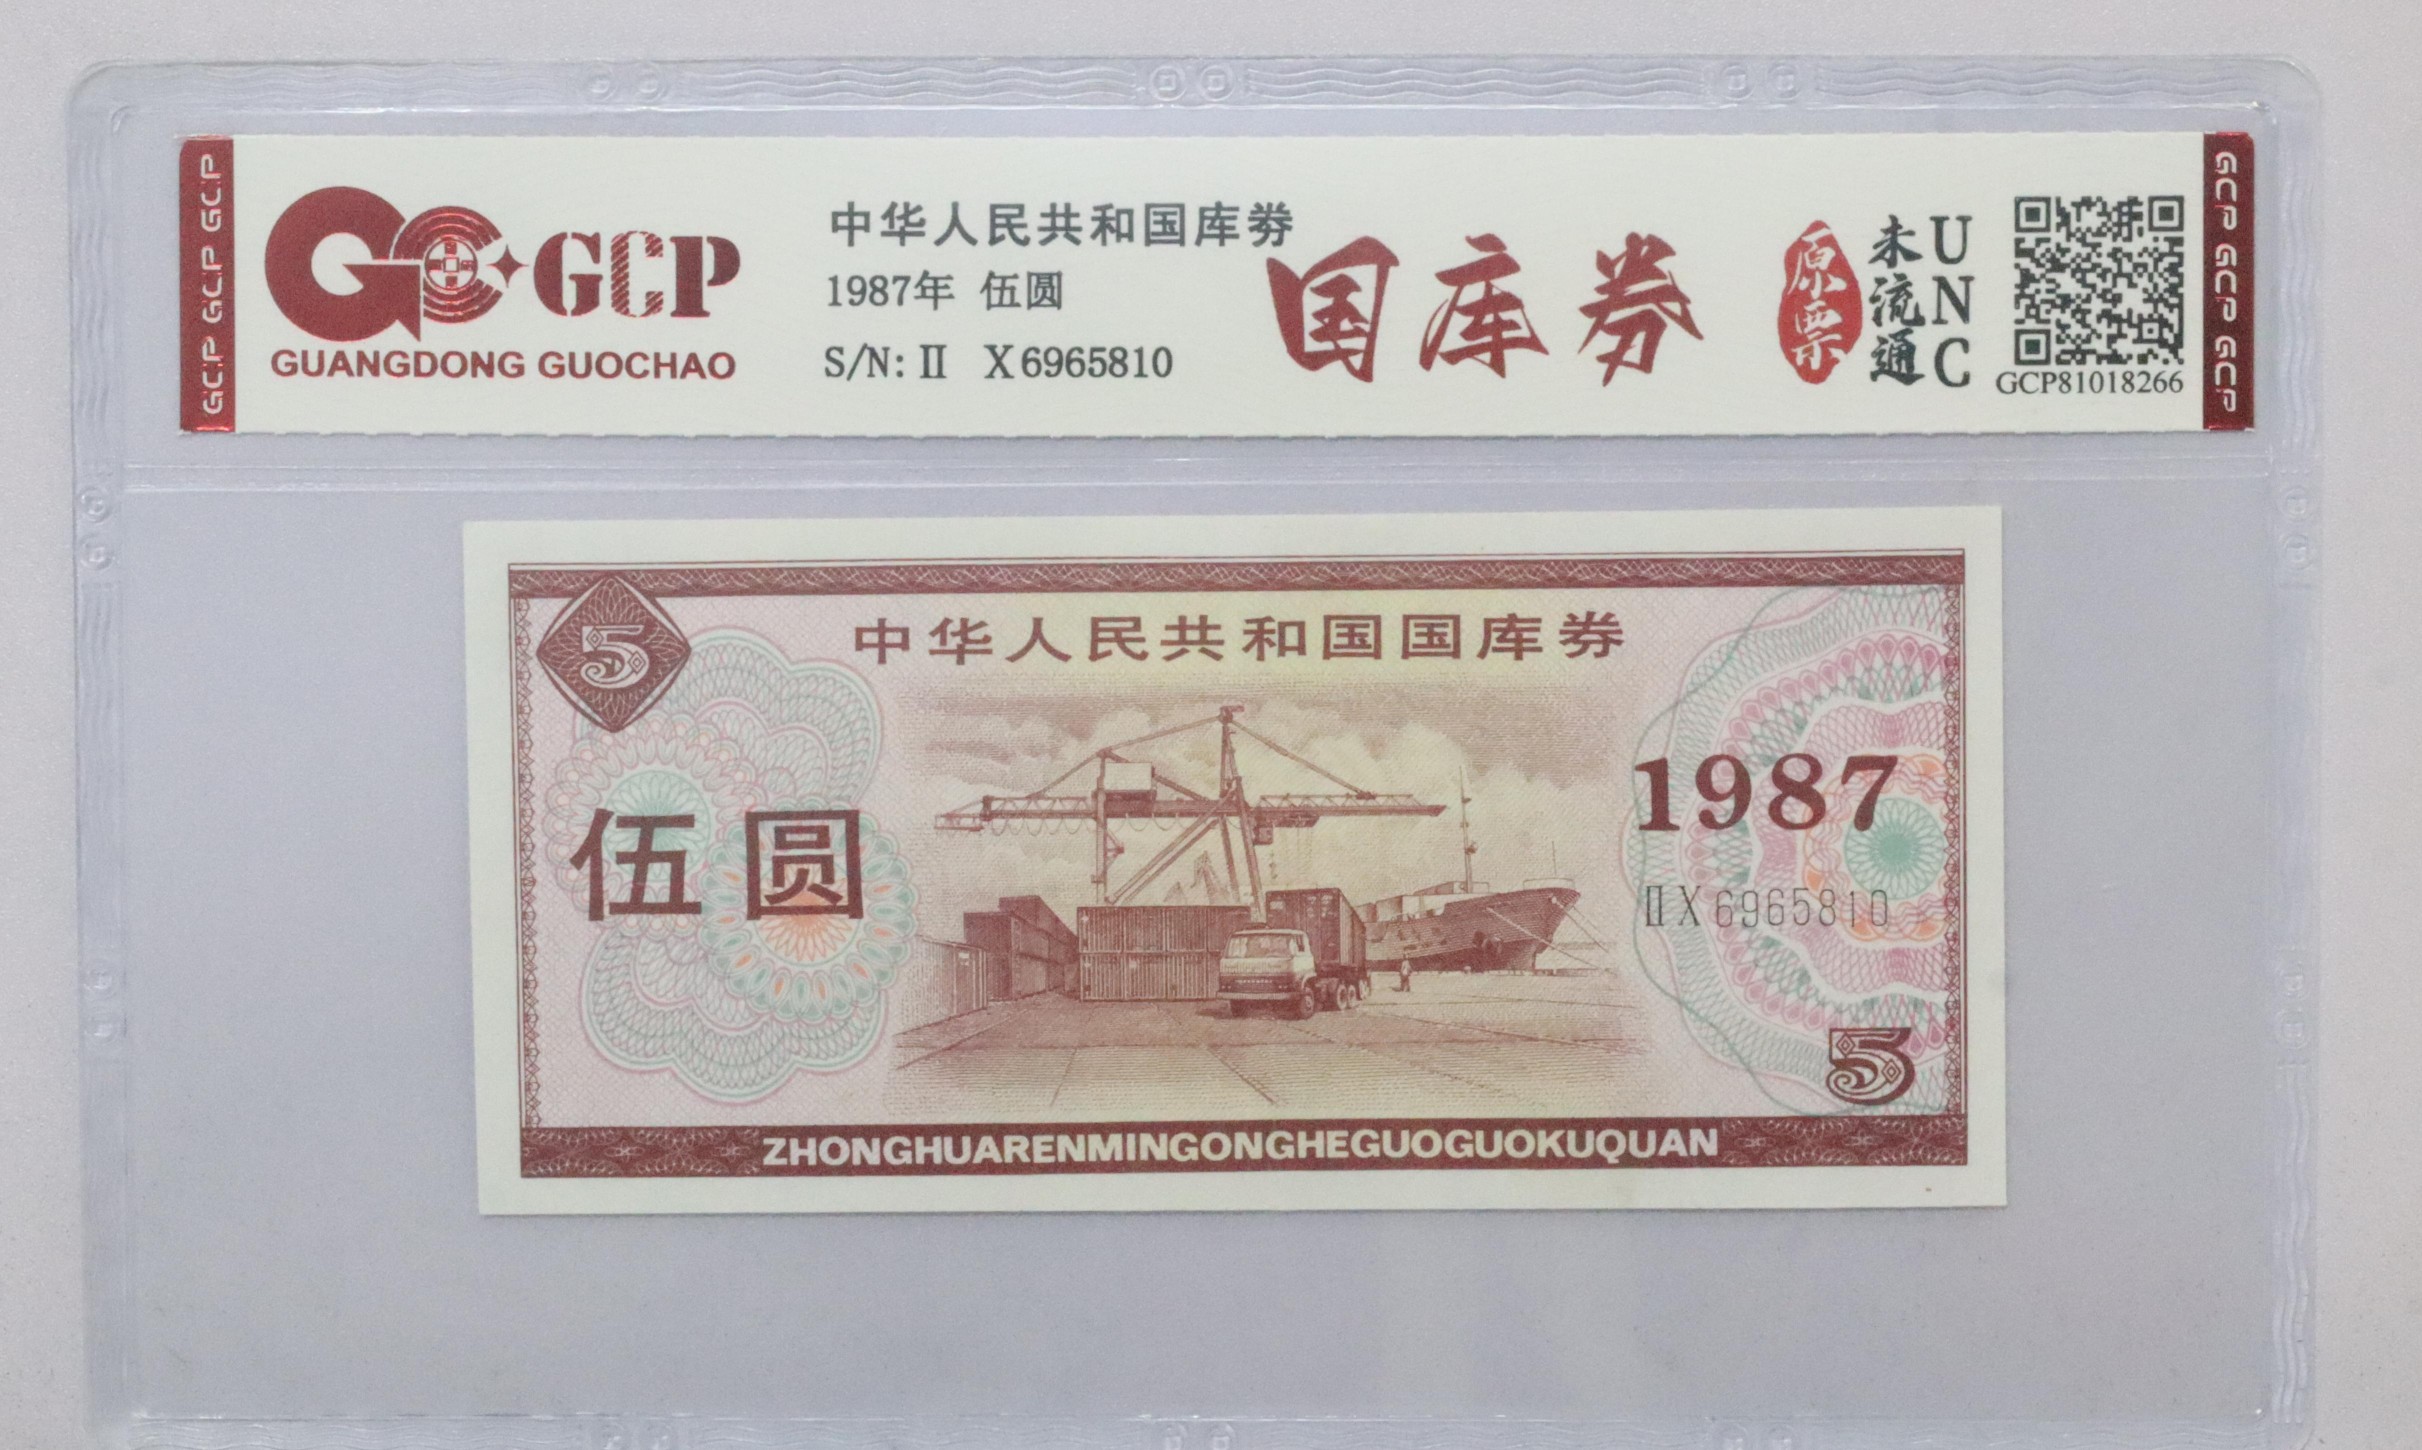 GCP GCP GCP
GCP
GUANGDONG GUOCHAO
中华人民共和国库券
1987年 伍圆
S/N: II X6965810
国库券
原票
未流通
UNC
GCP81018266
GCP GCP GCP
5
中华人民共和国国库券
伍圆
1987
II X 6965810
5
ZHONGHUARENMINGONGHEGUOGUOKUQUAN